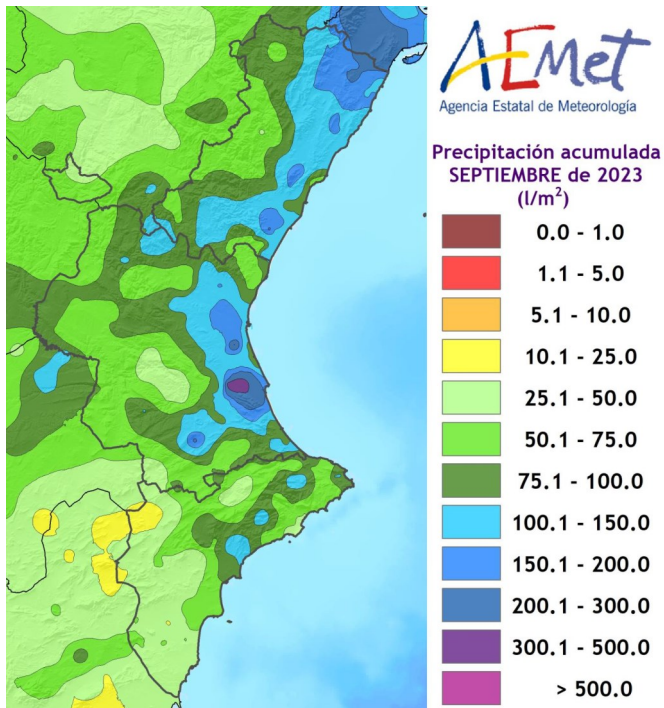 AEmet
Agencia Estatal de Meteorología
Precipitación acumulada
SEPTIEMBRE de 2023
(l/m²)
0.0 - 1.0
1.1 - 5.0
5.1 - 10.0
10.1 - 25.0
25.1 - 50.0
50.1 - 75.0
75.1 - 100.0
100.1 - 150.0
150.1 - 200.0
200.1 - 300.0
300.1 - 500.0
> 500.0